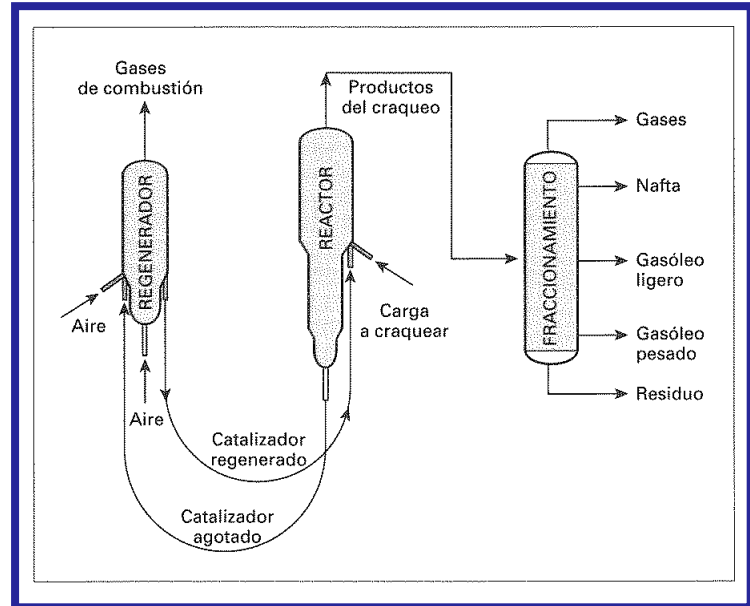 Gases
de combustión
REGENERADOR
Aire
Aire
REACTOR
Productos
del craqueo
Carga
a craquear
Catalizador
regenerado
Catalizador
agotado
FRACCIONAMIENTO
Gases
Nafta
Gasóleo
ligero
Gasóleo
pesado
Residuo